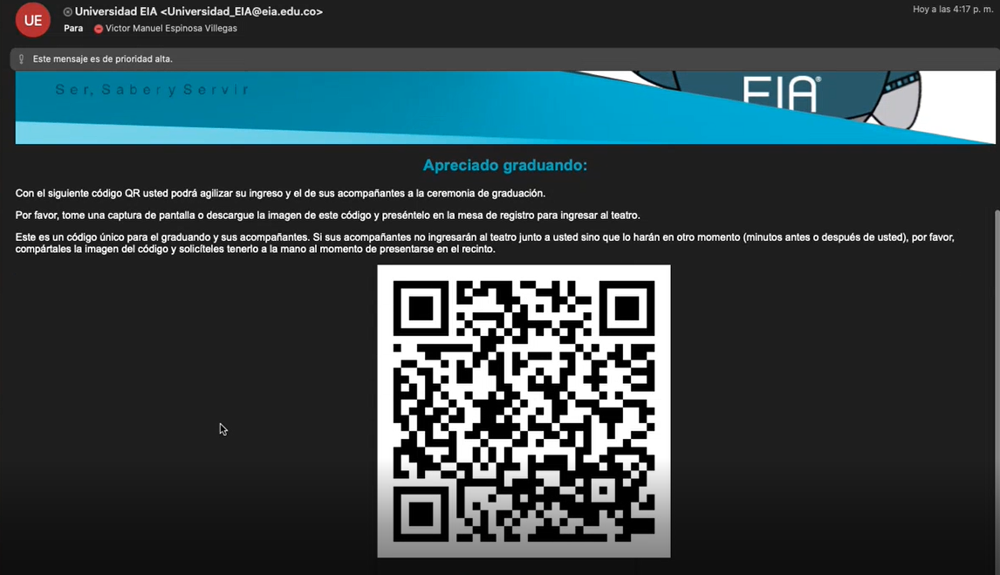 UE
Universidad EIA <Universidad_EIA@eia.edu.co>
Hoy a las 4:17 p. m.
Para Victor Manuel Espinosa Villegas
Este mensaje es de prioridad alta.
Ser, Saber y Servir
EIA®
Apreciado graduando:
Con el siguiente código QR usted podrá agilizar su ingreso y el de sus acompañantes a la ceremonia de graduación.
Por favor, tome una captura de pantalla o descargue la imagen de este código y preséntelo en la mesa de registro para ingresar al teatro.
Este es un código único para el graduando y sus acompañantes. Si sus acompañantes no ingresarán al teatro junto a usted sino que lo harán en otro momento (minutos antes o después de usted), por favor,
compártales la imagen del código y solicíteles tenerlo a la mano al momento de presentarse en el recinto.